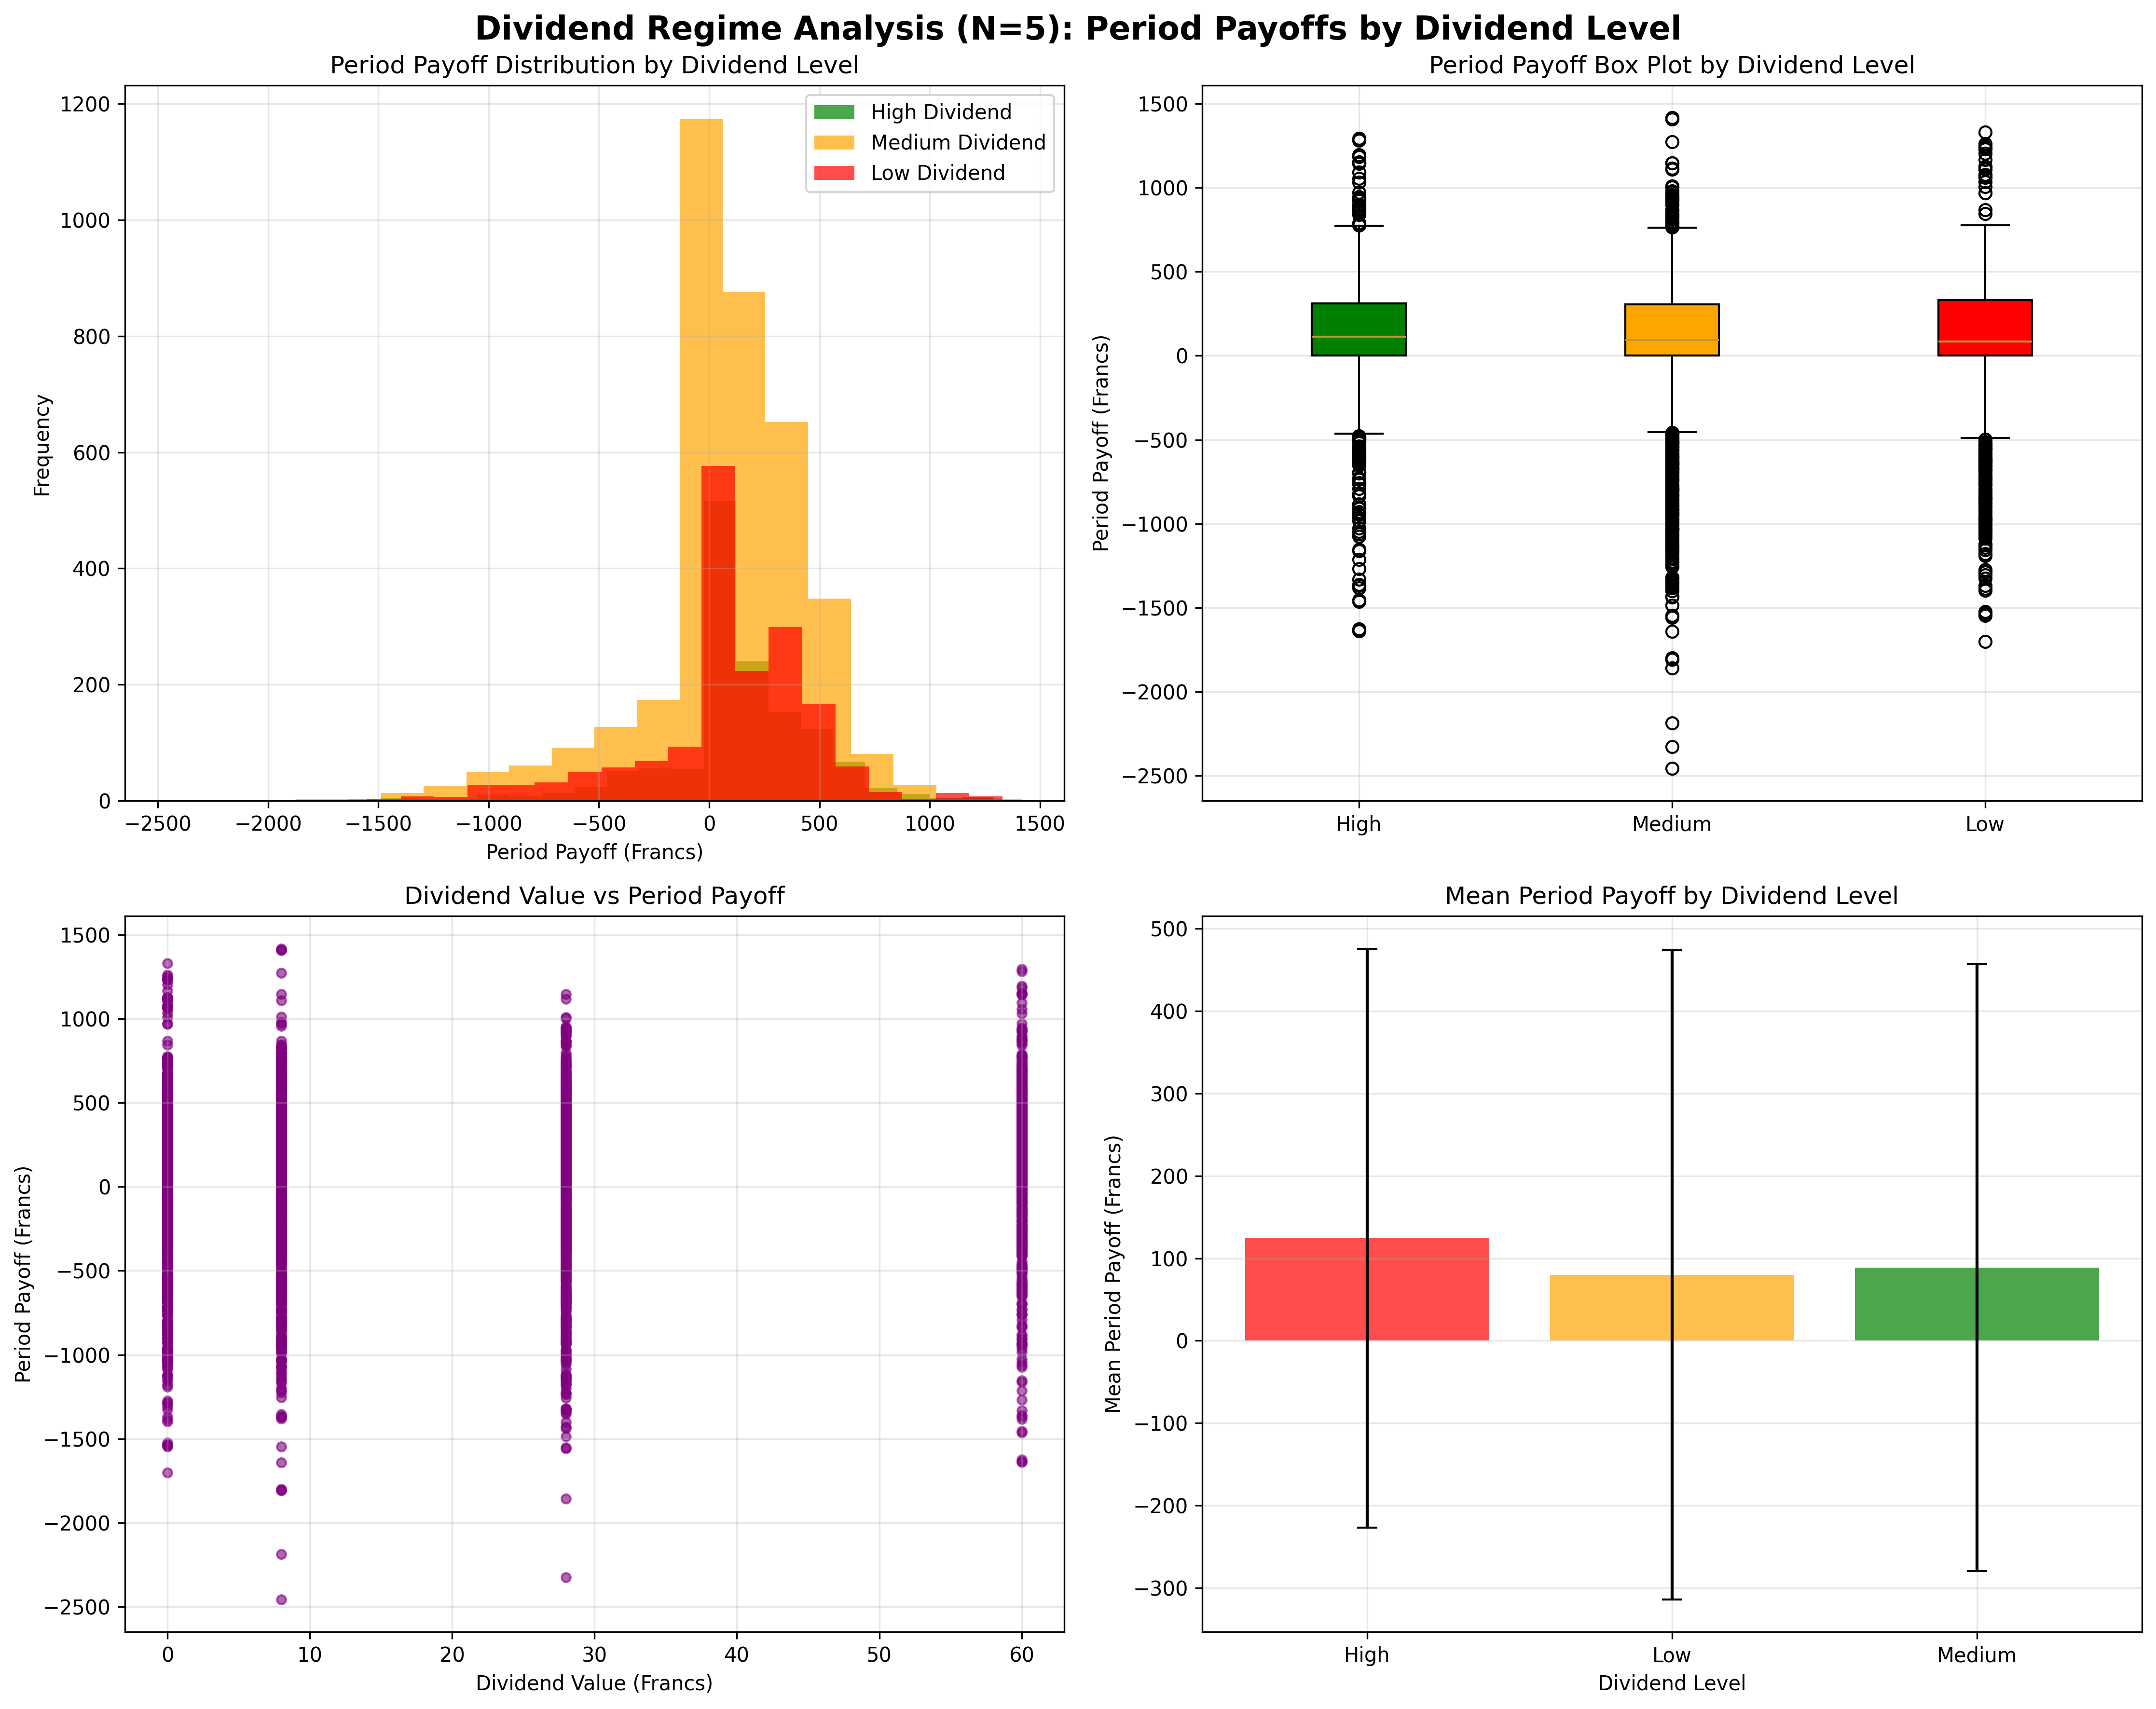 Dividend Regime Analysis (N=5): Period Payoffs by Dividend Level
Period Payoff Distribution by Dividend Level
High Dividend
Medium Dividend
Low Dividend
1200
1000
800
600
400
200
0
Frequency
−2500 −2000 −1500 −1000 −500 0 500 1000 1500
Period Payoff (Francs)
Period Payoff Box Plot by Dividend Level
1500
1000
500
0
−500
−1000
−1500
−2000
−2500
Period Payoff (Francs)
High Medium Low
Dividend Value vs Period Payoff
1500
1000
500
0
−500
−1000
−1500
−2000
−2500
Period Payoff (Francs)
0 10 20 30 40 50 60
Dividend Value (Francs)
Mean Period Payoff by Dividend Level
500
400
300
200
100
0
−100
−200
−300
Mean Period Payoff (Francs)
High Low Medium
Dividend Level